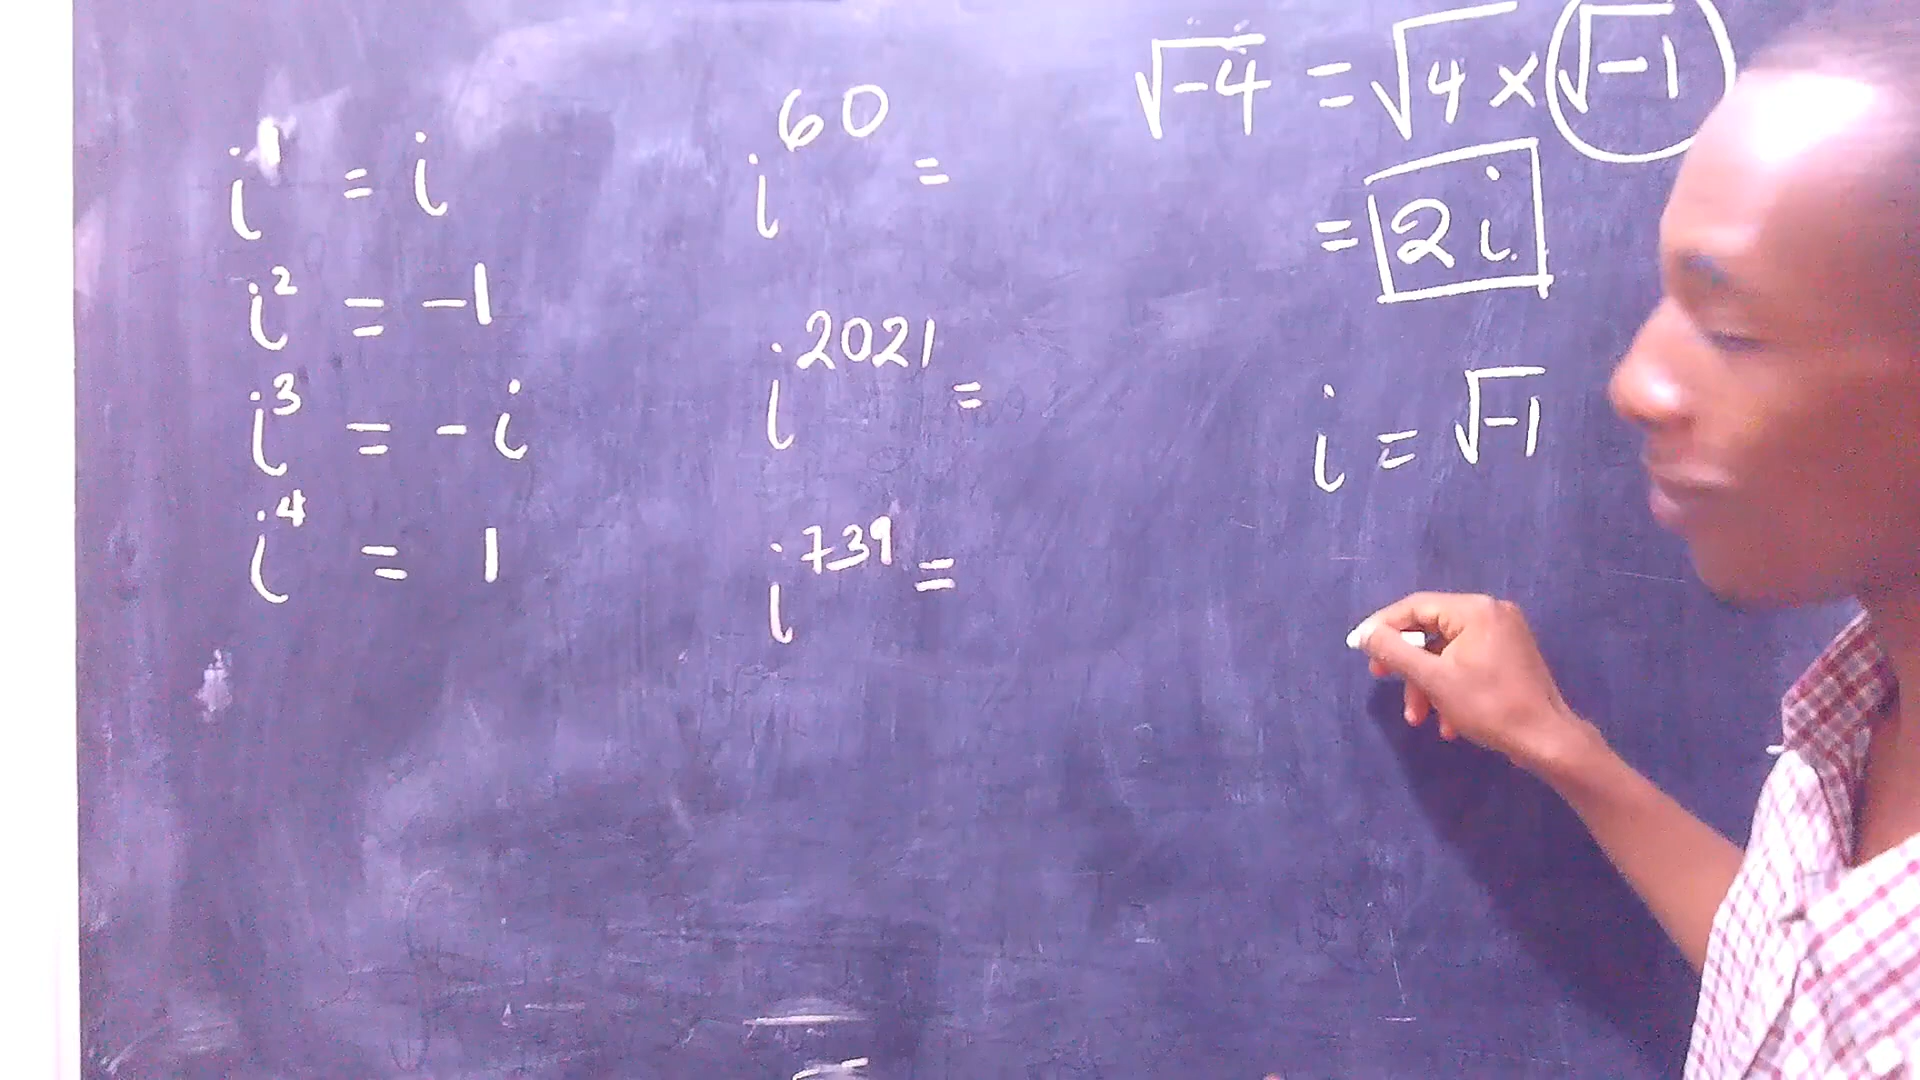 i¹ = i
i² = -1
i³ = -i
i⁴ = 1
i⁶⁰ =
i²⁰²¹ =
i⁷³⁹ =
√-4 = √4 × √-1
= 2i
i = √-1